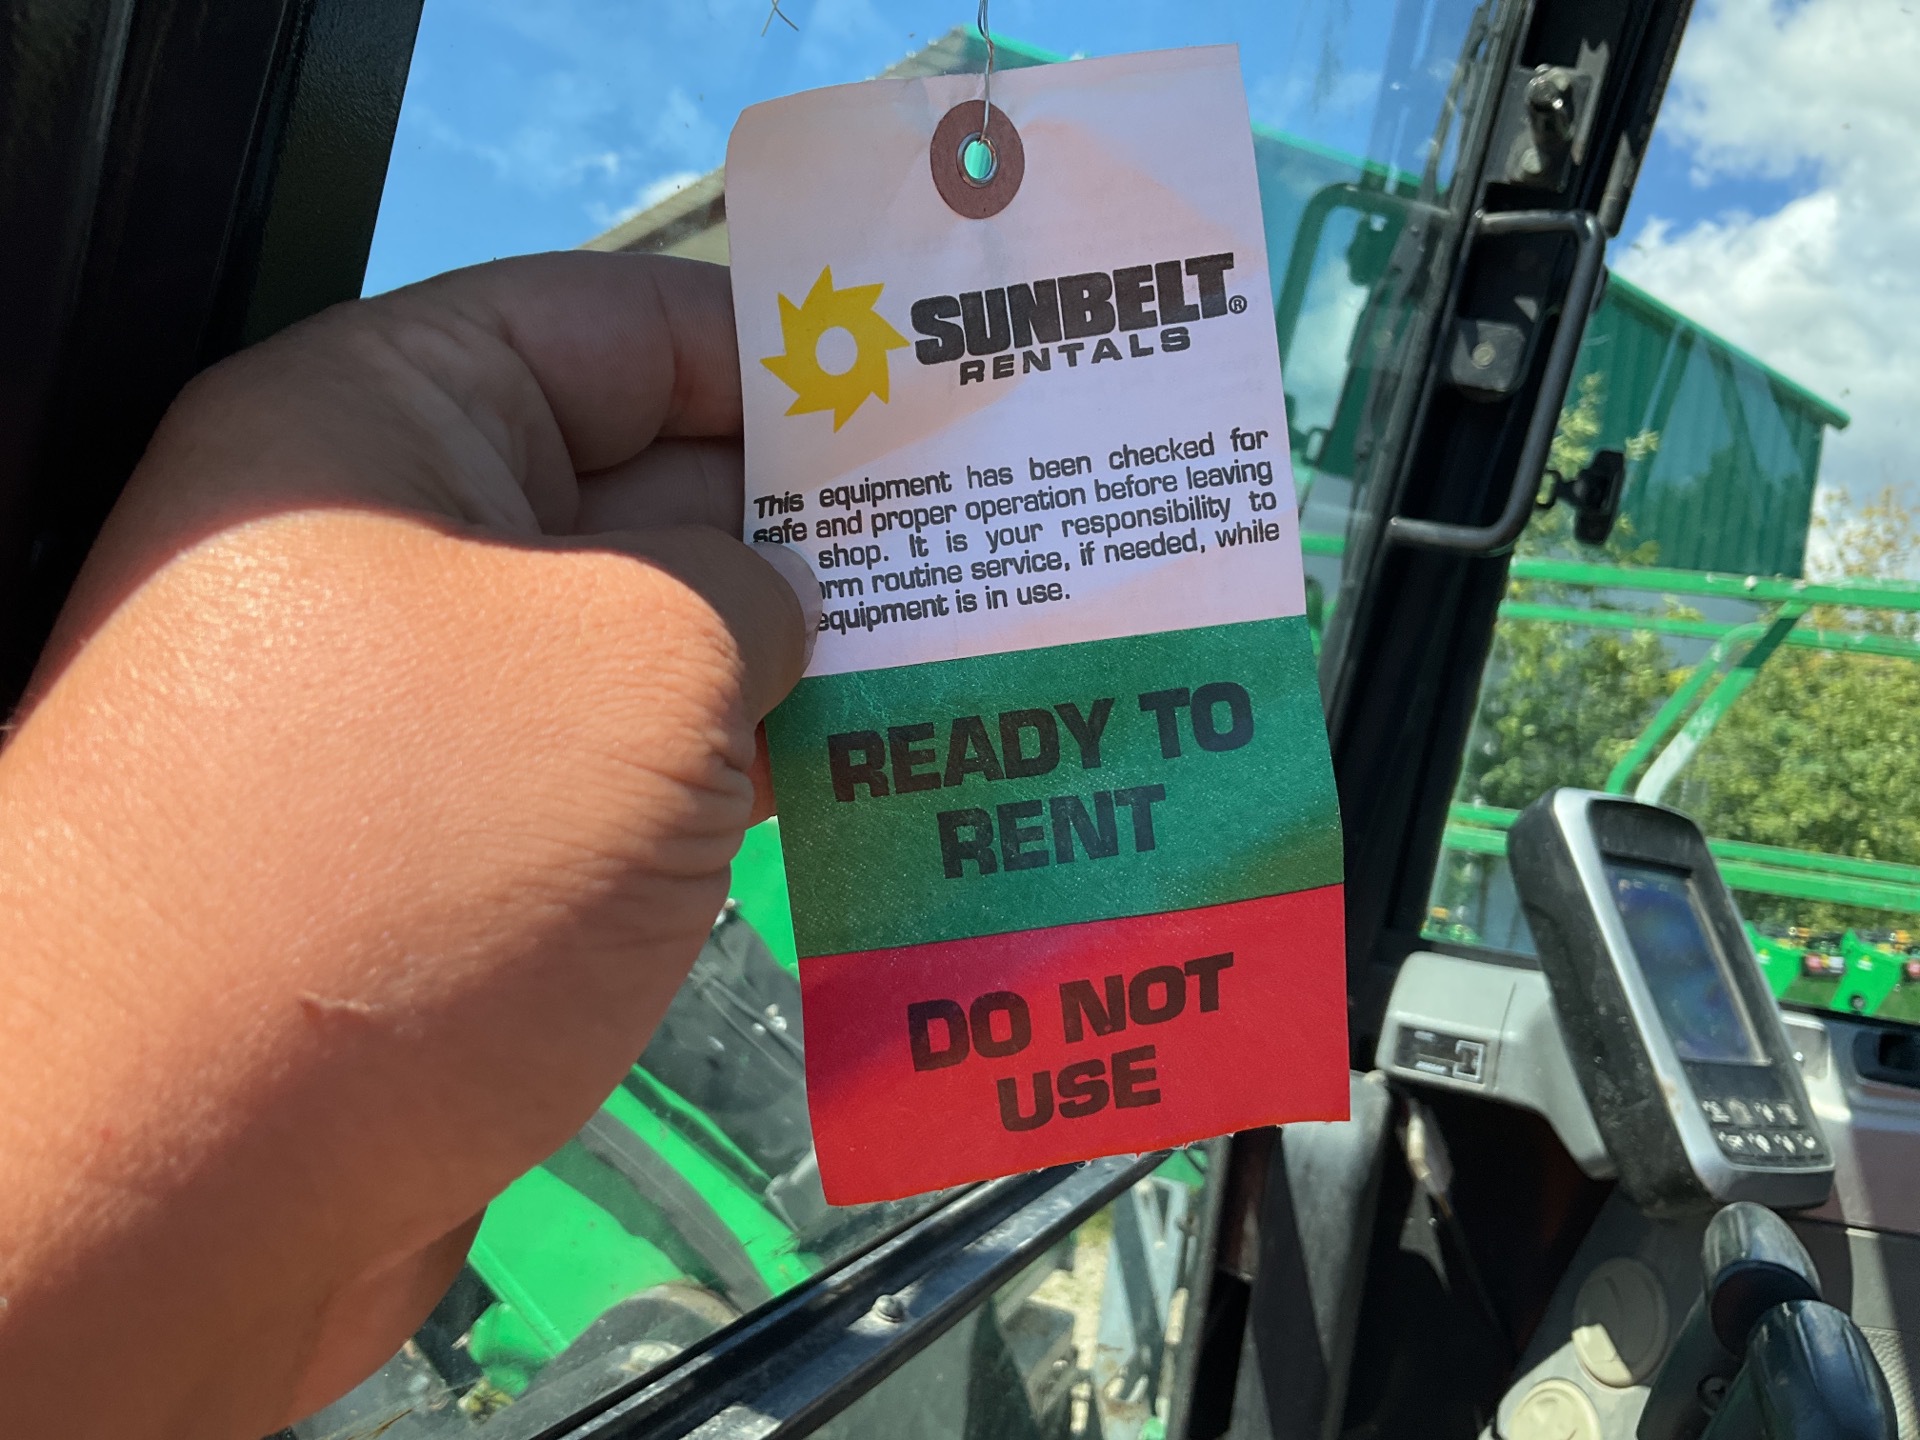 SUNBELT®
RENTALS
This equipment has been checked for
safe and proper operation before leaving
shop. It is your responsibility to
rm routine service, if needed, while
equipment is in use.
READY TO
RENT
DO NOT
USE